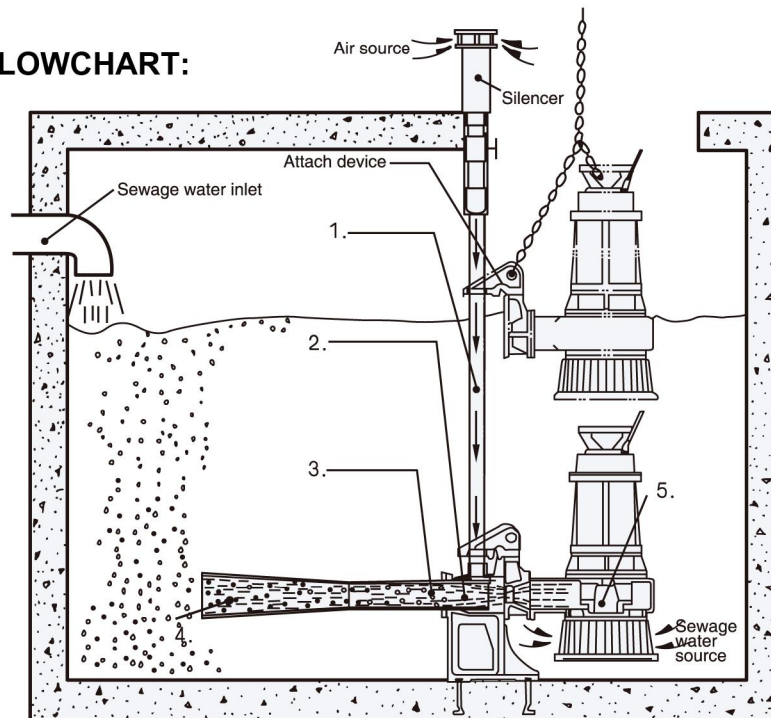 LOWCHART:
Air source
Silencer
Attach device
Sewage water inlet
1.
2.
3.
5.
4.
Sewage
water
source